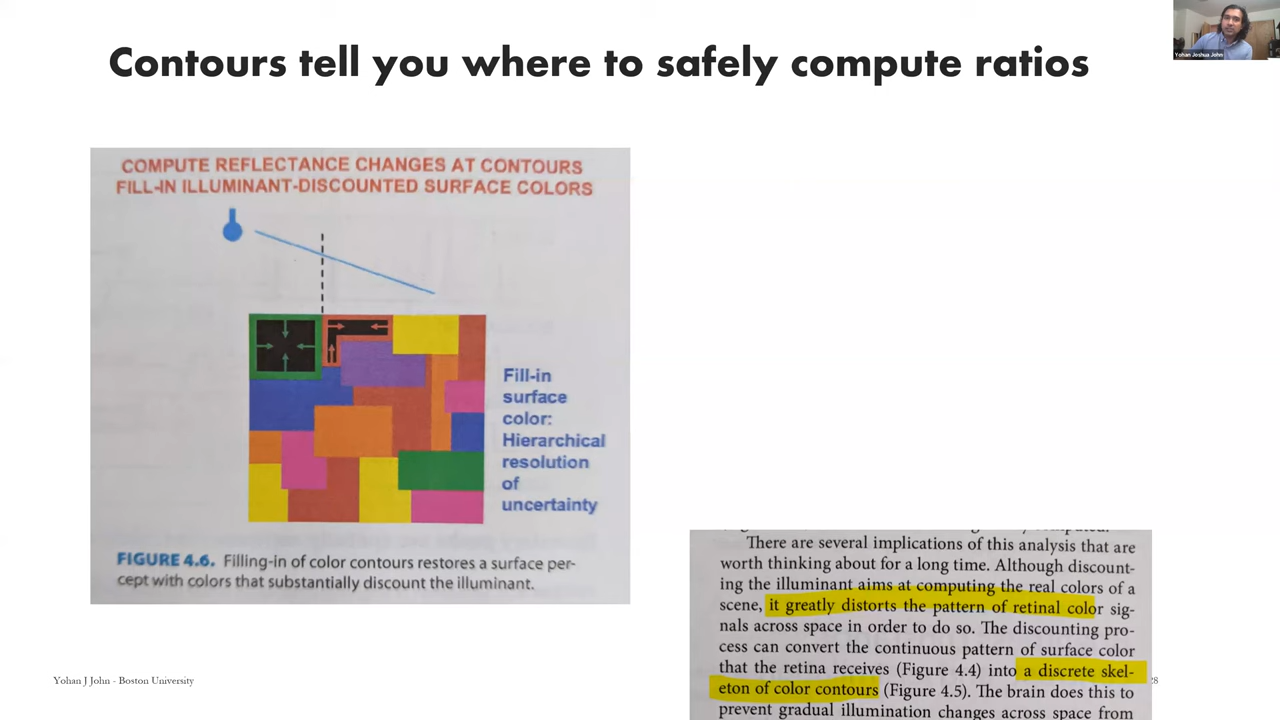 Contours tell you where to safely compute ratios
Yohan Joshua John
COMPUTE REFLECTANCE CHANGES AT CONTOURS
FILL-IN ILLUMINANT-DISCOUNTED SURFACE COLORS
Fill-in
surface
color:
Hierarchical
resolution
of
uncertainty
FIGURE 4.6. Filling-in of color contours restores a surface per-
cept with colors that substantially discount the illuminant.
There are several implications of this analysis that are
worth thinking about for a long time. Although discount-
ing the illuminant aims at computing the real colors of a
scene, it greatly distorts the pattern of retinal color sig-
nals across space in order to do so. The discounting pro-
cess can convert the continuous pattern of surface color
that the retina receives (Figure 4.4) into a discrete skel-
eton of color contours (Figure 4.5). The brain does this to
prevent gradual illumination changes across space from
Yohan J John - Boston University
28